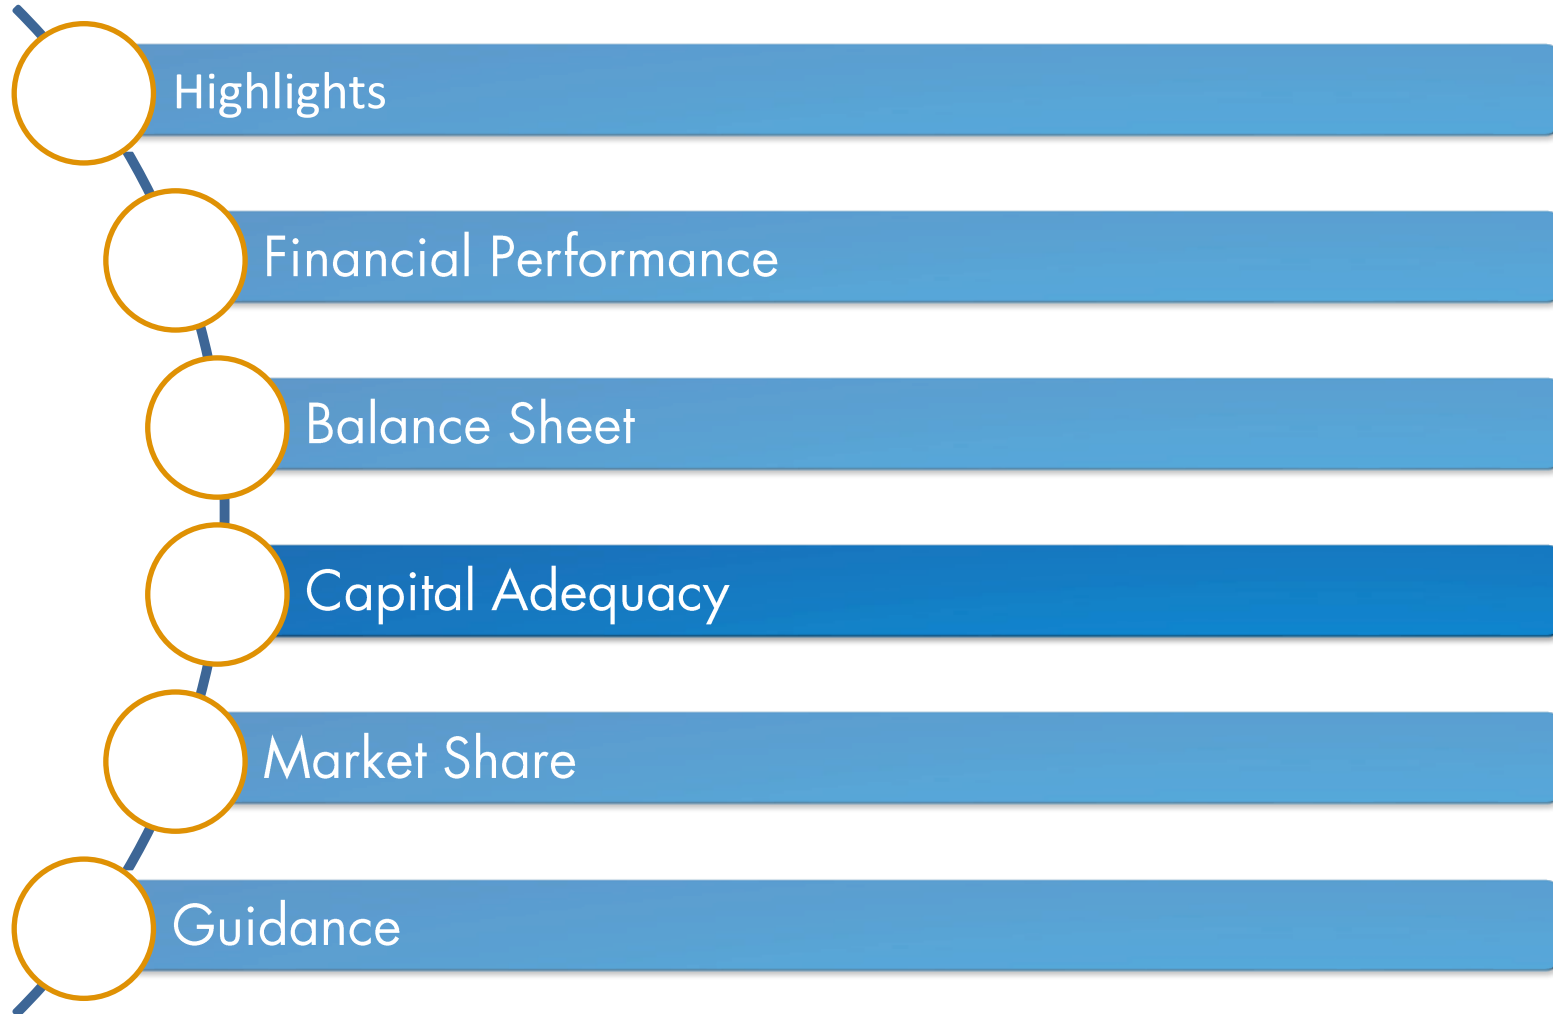 Highlights
Financial Performance
Balance Sheet
Capital Adequacy
Market Share
Guidance